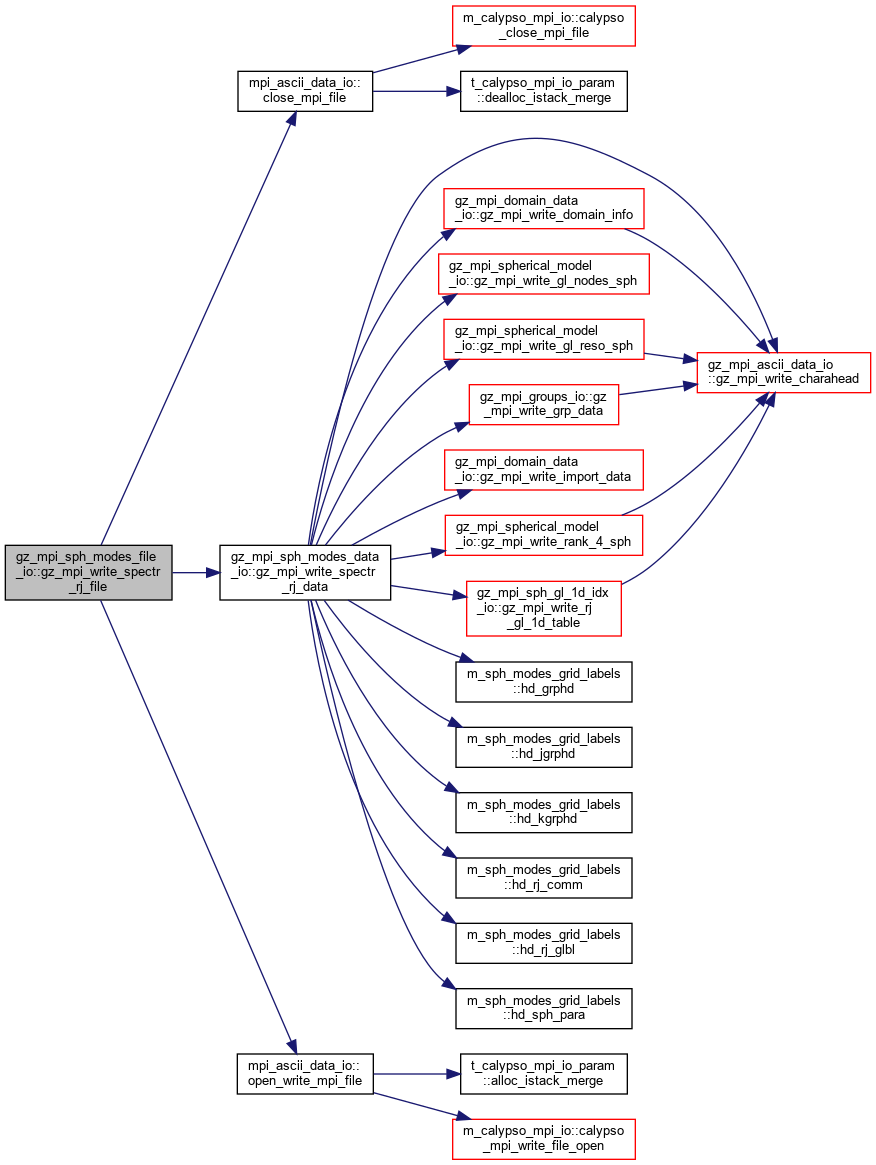 m_calypso_mpi_io::calypso
_close_mpi_file
mpi_ascii_data_io::
close_mpi_file
t_calypso_mpi_io_param
::dealloc_istack_merge
gz_mpi_domain_data
_io::gz_mpi_write_domain_info
gz_mpi_spherical_model
_io::gz_mpi_write_gl_nodes_sph
gz_mpi_spherical_model
_io::gz_mpi_write_gl_reso_sph
gz_mpi_ascii_data_io
::gz_mpi_write_charahead
gz_mpi_groups_io::gz
_mpi_write_grp_data
gz_mpi_domain_data
_io::gz_mpi_write_import_data
gz_mpi_spherical_model
_io::gz_mpi_write_rank_4_sph
gz_mpi_sph_modes_file
_io::gz_mpi_write_spectr
_rj_file
gz_mpi_sph_modes_data
_io::gz_mpi_write_spectr
_rj_data
gz_mpi_sph_gl_1d_idx
_io::gz_mpi_write_rj
_gl_1d_table
m_sph_modes_grid_labels
::hd_grphd
m_sph_modes_grid_labels
::hd_jgrphd
m_sph_modes_grid_labels
::hd_kgrphd
m_sph_modes_grid_labels
::hd_rj_comm
m_sph_modes_grid_labels
::hd_rj_glbl
m_sph_modes_grid_labels
::hd_sph_para
mpi_ascii_data_io::
open_write_mpi_file
t_calypso_mpi_io_param
::alloc_istack_merge
m_calypso_mpi_io::calypso
_mpi_write_file_open